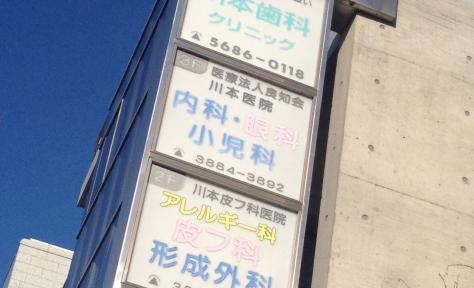 本歯科
クリニック
5686-0118
3F
医療法人良知会
川本医院
内科・眼科
小児科
3884-3892
2F
川本皮フ科医院
アレルギー科
皮フ科
形成外科